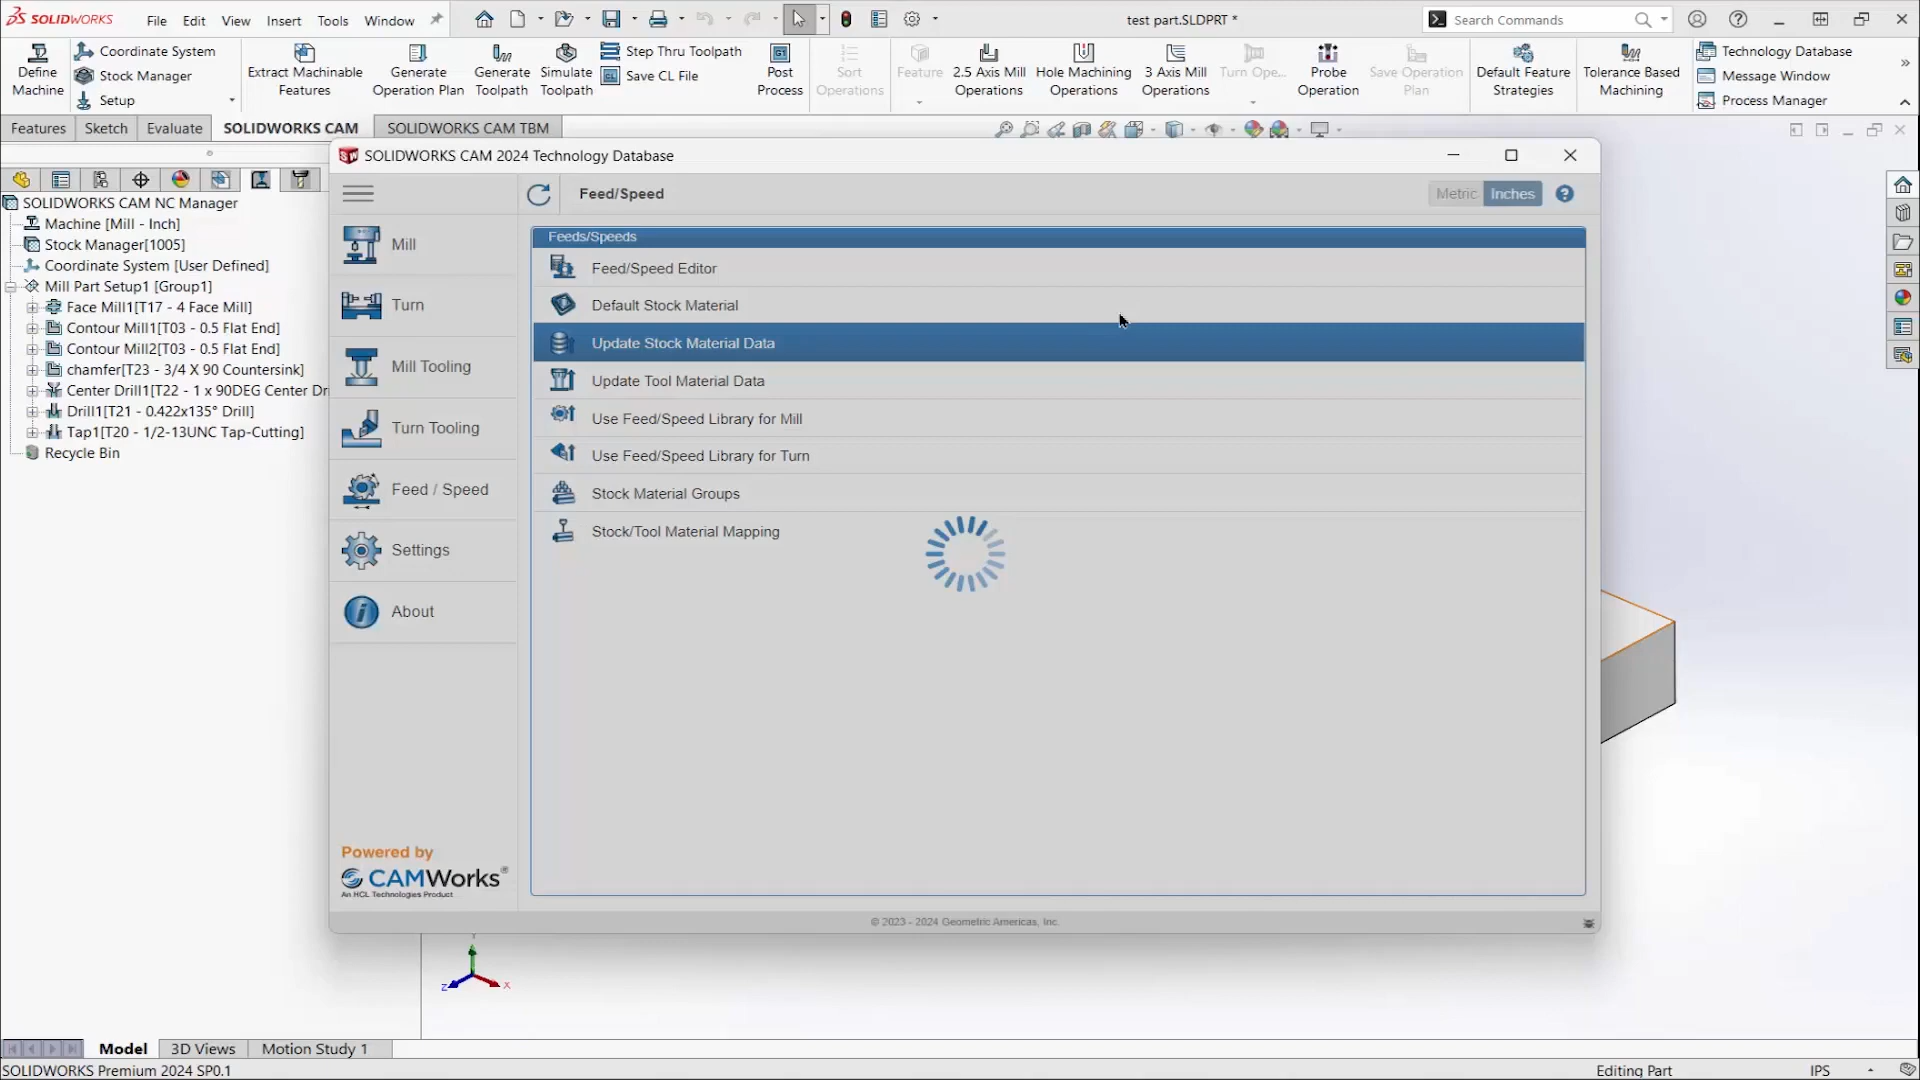 SOLIDWORKS File Edit View Insert Tools Window
test part.SLDPRT *
Search Commands
Define Machine
Coordinate System
Stock Manager
Setup
Extract Machinable Features
Generate Operation Plan
Generate Toolpath
Simulate Toolpath
Step Thru Toolpath
Save CL File
G1
CL
Post Process
Sort Operations
Feature
2.5 Axis Mill Operations
Hole Machining Operations
3 Axis Mill Operations
Turn Ope...
Probe Operation
Save Operation Plan
Default Feature Strategies
Tolerance Based Machining
Technology Database
Message Window
Process Manager
Features Sketch Evaluate SOLIDWORKS CAM SOLIDWORKS CAM TBM
SOLIDWORKS CAM NC Manager
Machine [Mill - Inch]
Stock Manager[1005]
Coordinate System [User Defined]
Mill Part Setup1 [Group1]
Face Mill1[T17 - 4 Face Mill]
Contour Mill1[T03 - 0.5 Flat End]
Contour Mill2[T03 - 0.5 Flat End]
chamfer[T23 - 3/4 X 90 Countersink]
Center Drill1[T22 - 1 x 90DEG Center Dr
Drill1[T21 - 0.422x135° Drill]
Tap1[T20 - 1/2-13UNC Tap-Cutting]
Recycle Bin
SW SOLIDWORKS CAM 2024 Technology Database
Feed/Speed
Metric Inches
Mill
Turn
Mill Tooling
Turn Tooling
Feed / Speed
Settings
About
Feeds/Speeds
Feed/Speed Editor
Default Stock Material
Update Stock Material Data
Update Tool Material Data
Use Feed/Speed Library for Mill
Use Feed/Speed Library for Turn
Stock Material Groups
Stock/Tool Material Mapping
Powered by
CAMWorks®
An HCL Technologies Product
© 2023 - 2024 Geometric Americas, Inc.
Y
Z
X
Model 3D Views Motion Study 1
SOLIDWORKS Premium 2024 SP0.1
Editing Part
IPS